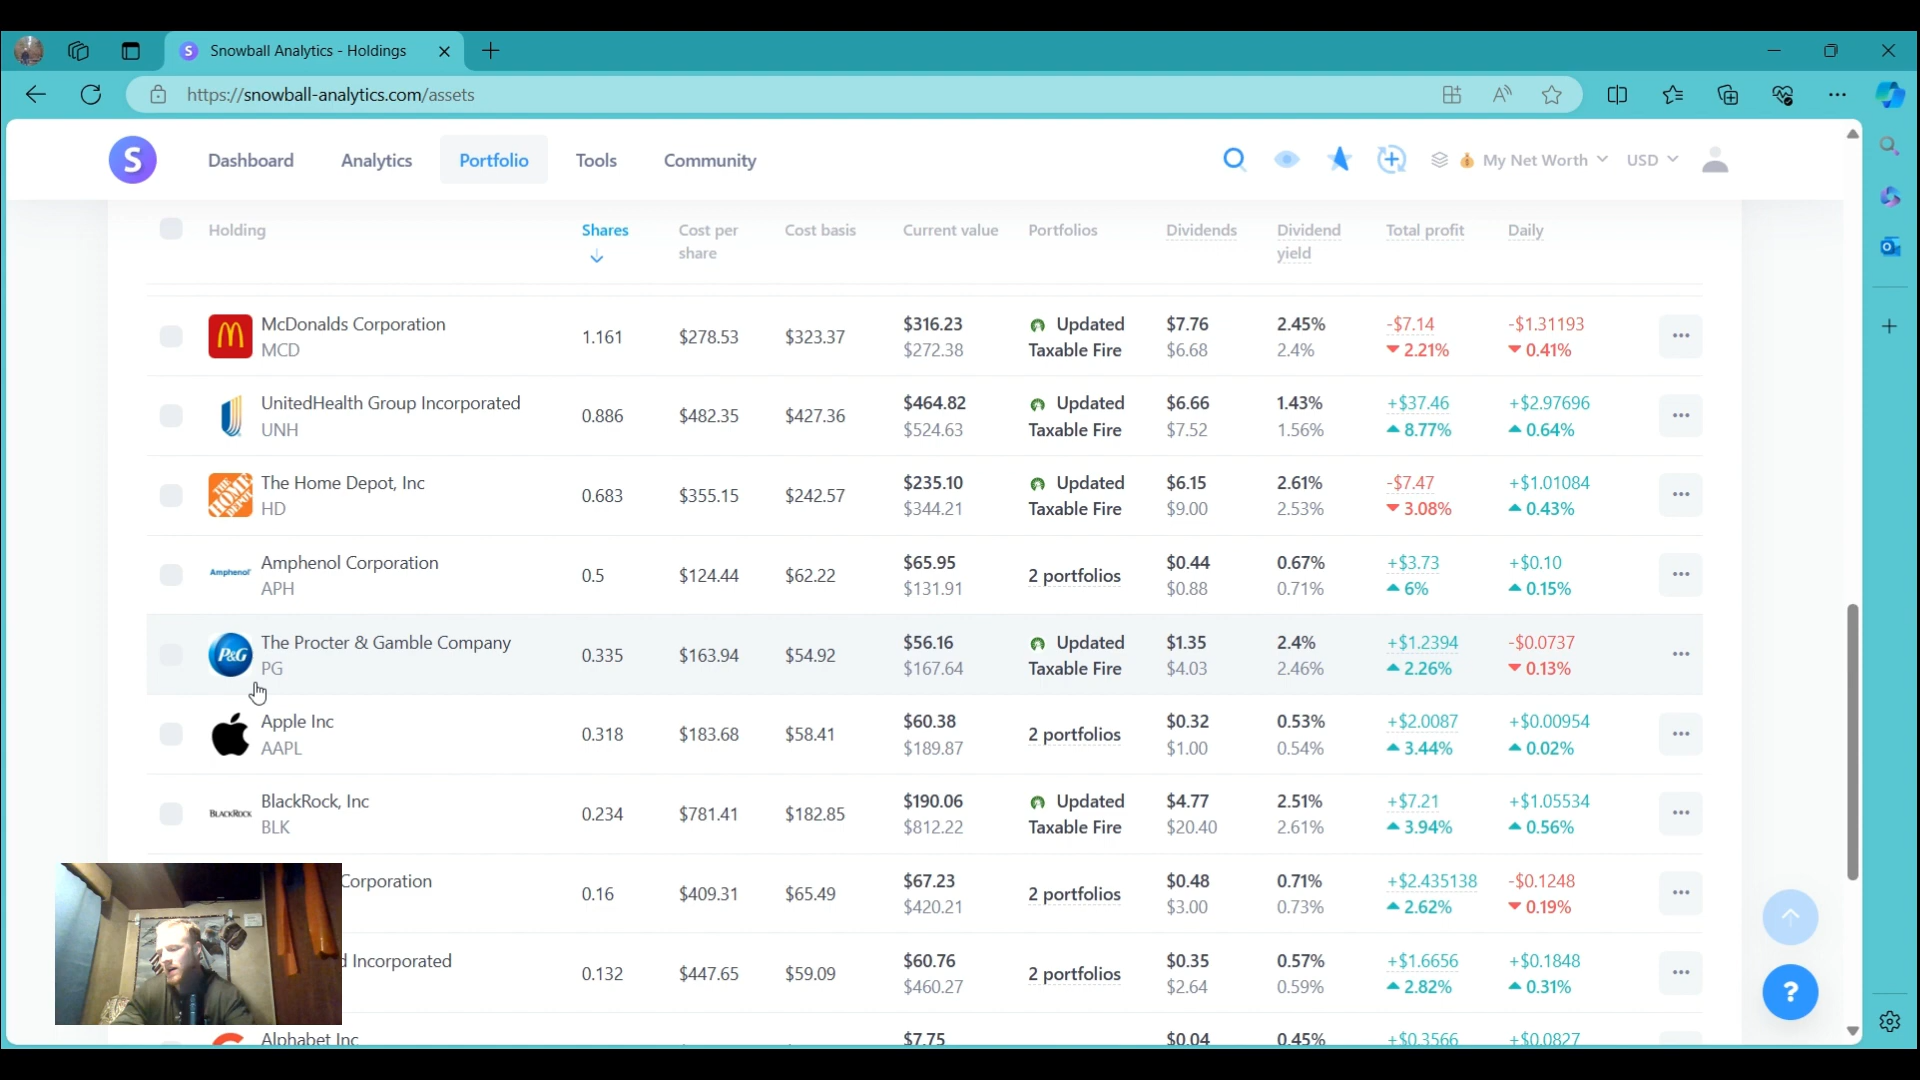 Snowball Analytics - Holdings
https://snowball-analytics.com/assets
S Dashboard Analytics Portfolio Tools Community My Net Worth USD
Holding Shares Cost per share Cost basis Current value Portfolios Dividends Dividend yield Total profit Daily
McDonalds Corporation $316.23 Updated $7.76 2.45% -$7.14 -$1.31193
MCD 1.161 $278.53 $323.37 $272.38 Taxable Fire $6.68 2.4% 2.21% 0.41%
UnitedHealth Group Incorporated $464.82 Updated $6.66 1.43% +$37.46 +$2.97696
UNH 0.886 $482.35 $427.36 $524.63 Taxable Fire $7.52 1.56% 8.77% 0.64%
THE HOME DEPOT
The Home Depot, Inc $235.10 Updated $6.15 2.61% -$7.47 +$1.01084
HD 0.683 $355.15 $242.57 $344.21 Taxable Fire $9.00 2.53% 3.08% 0.43%
Amphenol
Amphenol Corporation $65.95 $0.44 0.67% +$3.73 +$0.10
APH 0.5 $124.44 $62.22 $131.91 2 portfolios $0.88 0.71% 6% 0.15%
P&G
The Procter & Gamble Company $56.16 Updated $1.35 2.4% +$1.2394 -$0.0737
PG 0.335 $163.94 $54.92 $167.64 Taxable Fire $4.03 2.46% 2.26% 0.13%
Apple Inc $60.38 $0.32 0.53% +$2.0087 +$0.00954
AAPL 0.318 $183.68 $58.41 $189.87 2 portfolios $1.00 0.54% 3.44% 0.02%
BLACKROCK
BlackRock, Inc $190.06 Updated $4.77 2.51% +$7.21 +$1.05534
BLK 0.234 $781.41 $182.85 $812.22 Taxable Fire $20.40 2.61% 3.94% 0.56%
Corporation $67.23 $0.48 0.71% +$2.435138 -$0.1248
0.16 $409.31 $65.49 $420.21 2 portfolios $3.00 0.73% 2.62% 0.19%
d Incorporated $60.76 $0.35 0.57% +$1.6656 +$0.1848
0.132 $447.65 $59.09 $460.27 2 portfolios $2.64 0.59% 2.82% 0.31%
Alphabet Inc $7.75 $0.04 0.45% +$0.3566 +$0.0827